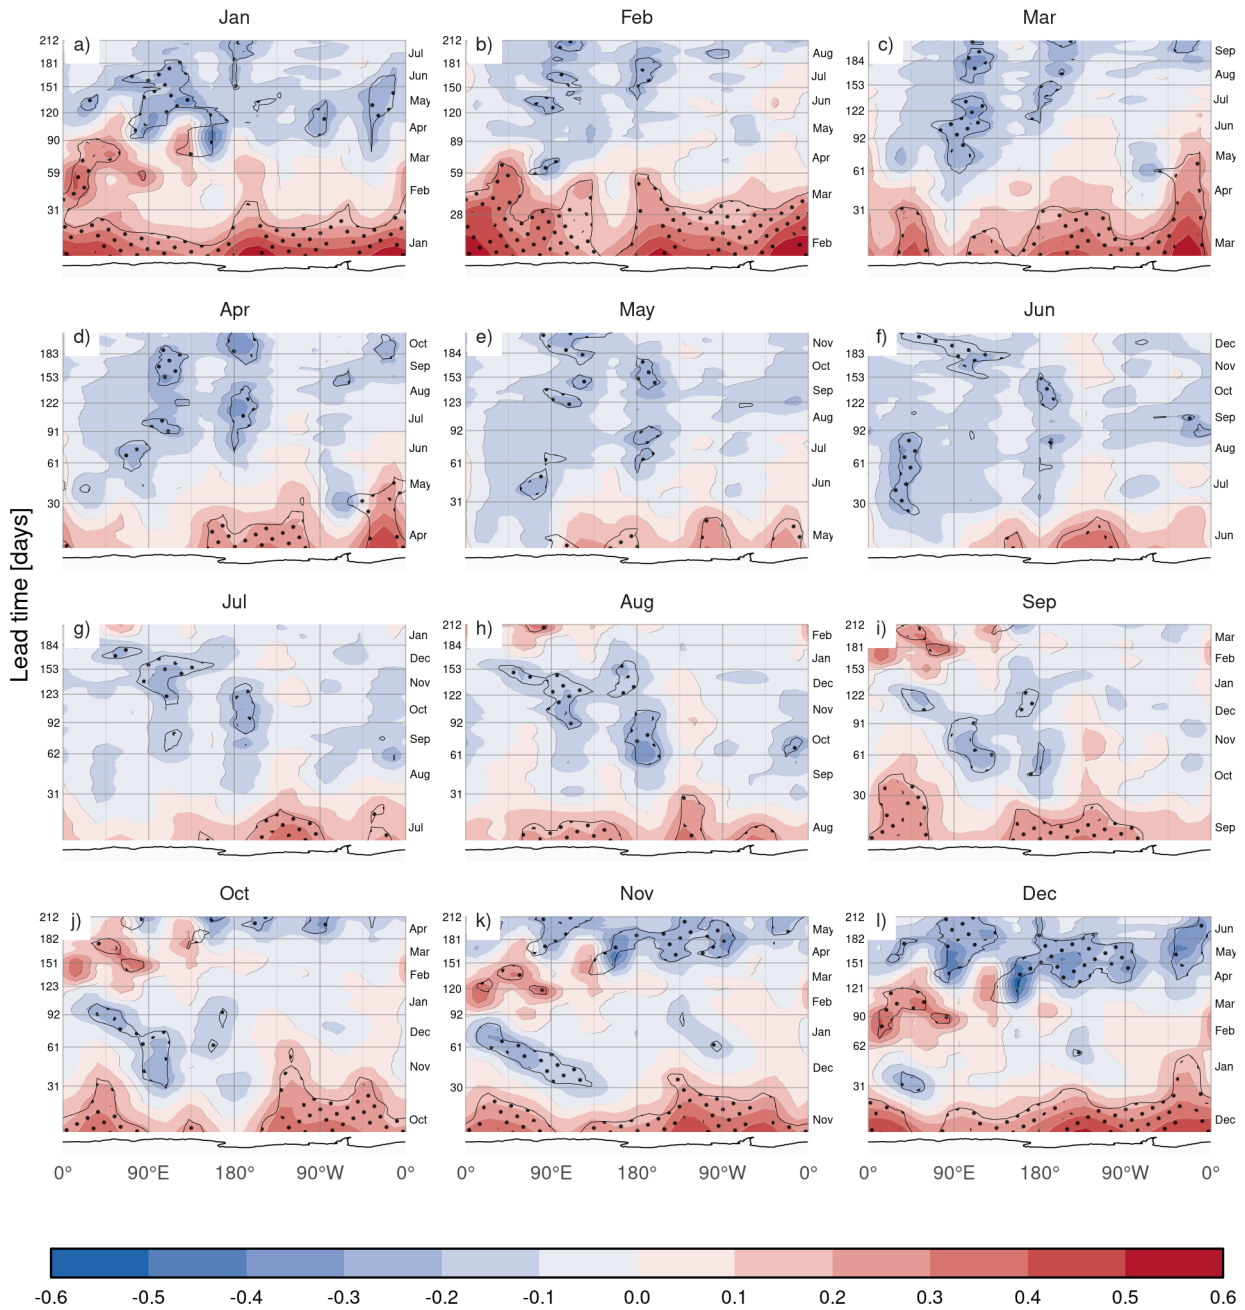 Jan Feb Mar
a) b) c)
212 Jul 212 Aug Sep
181 Jun 181 Jul 184 Aug
151 May 151 Jun 153 Jul
120 Apr 120 May 122 Jun
90 Mar 89 Apr 92 May
59 Feb 59 Mar 61 Apr
31 Jan 28 Feb 31 Mar
Apr May Jun
d) e) f)
183 Oct 184 Nov 183 Dec
153 Sep 153 Oct 153 Nov
122 Aug 123 Sep 122 Oct
91 Jul 92 Aug 92 Sep
61 Jun 61 Jul 61 Aug
30 May 31 Jun 30 Jul
Apr May Jun
Lead time [days]
Jul Aug Sep
g) h) i)
Jan 212 Feb 212 Mar
184 Dec 184 Jan 181 Feb
153 Nov 153 Dec 153 Jan
123 Oct 122 Nov 122 Dec
92 Sep 92 Oct 91 Nov
62 Aug 61 Sep 61 Oct
31 Jul 31 Aug 30 Sep
Oct Nov Dec
j) k) l)
212 Apr 212 May 212 Jun
182 Mar 181 Apr 182 May
151 Feb 151 Mar 151 Apr
123 Jan 120 Feb 121 Mar
92 Dec 92 Jan 90 Feb
61 Nov 61 Dec 62 Jan
31 Oct 30 Nov 31 Dec
0° 90°E 180° 90°W 0° 90°E 180° 90°W 0° 90°E 180° 90°W 0°
-0.6 -0.5 -0.4 -0.3 -0.2 -0.1 0.0 0.1 0.2 0.3 0.4 0.5 0.6